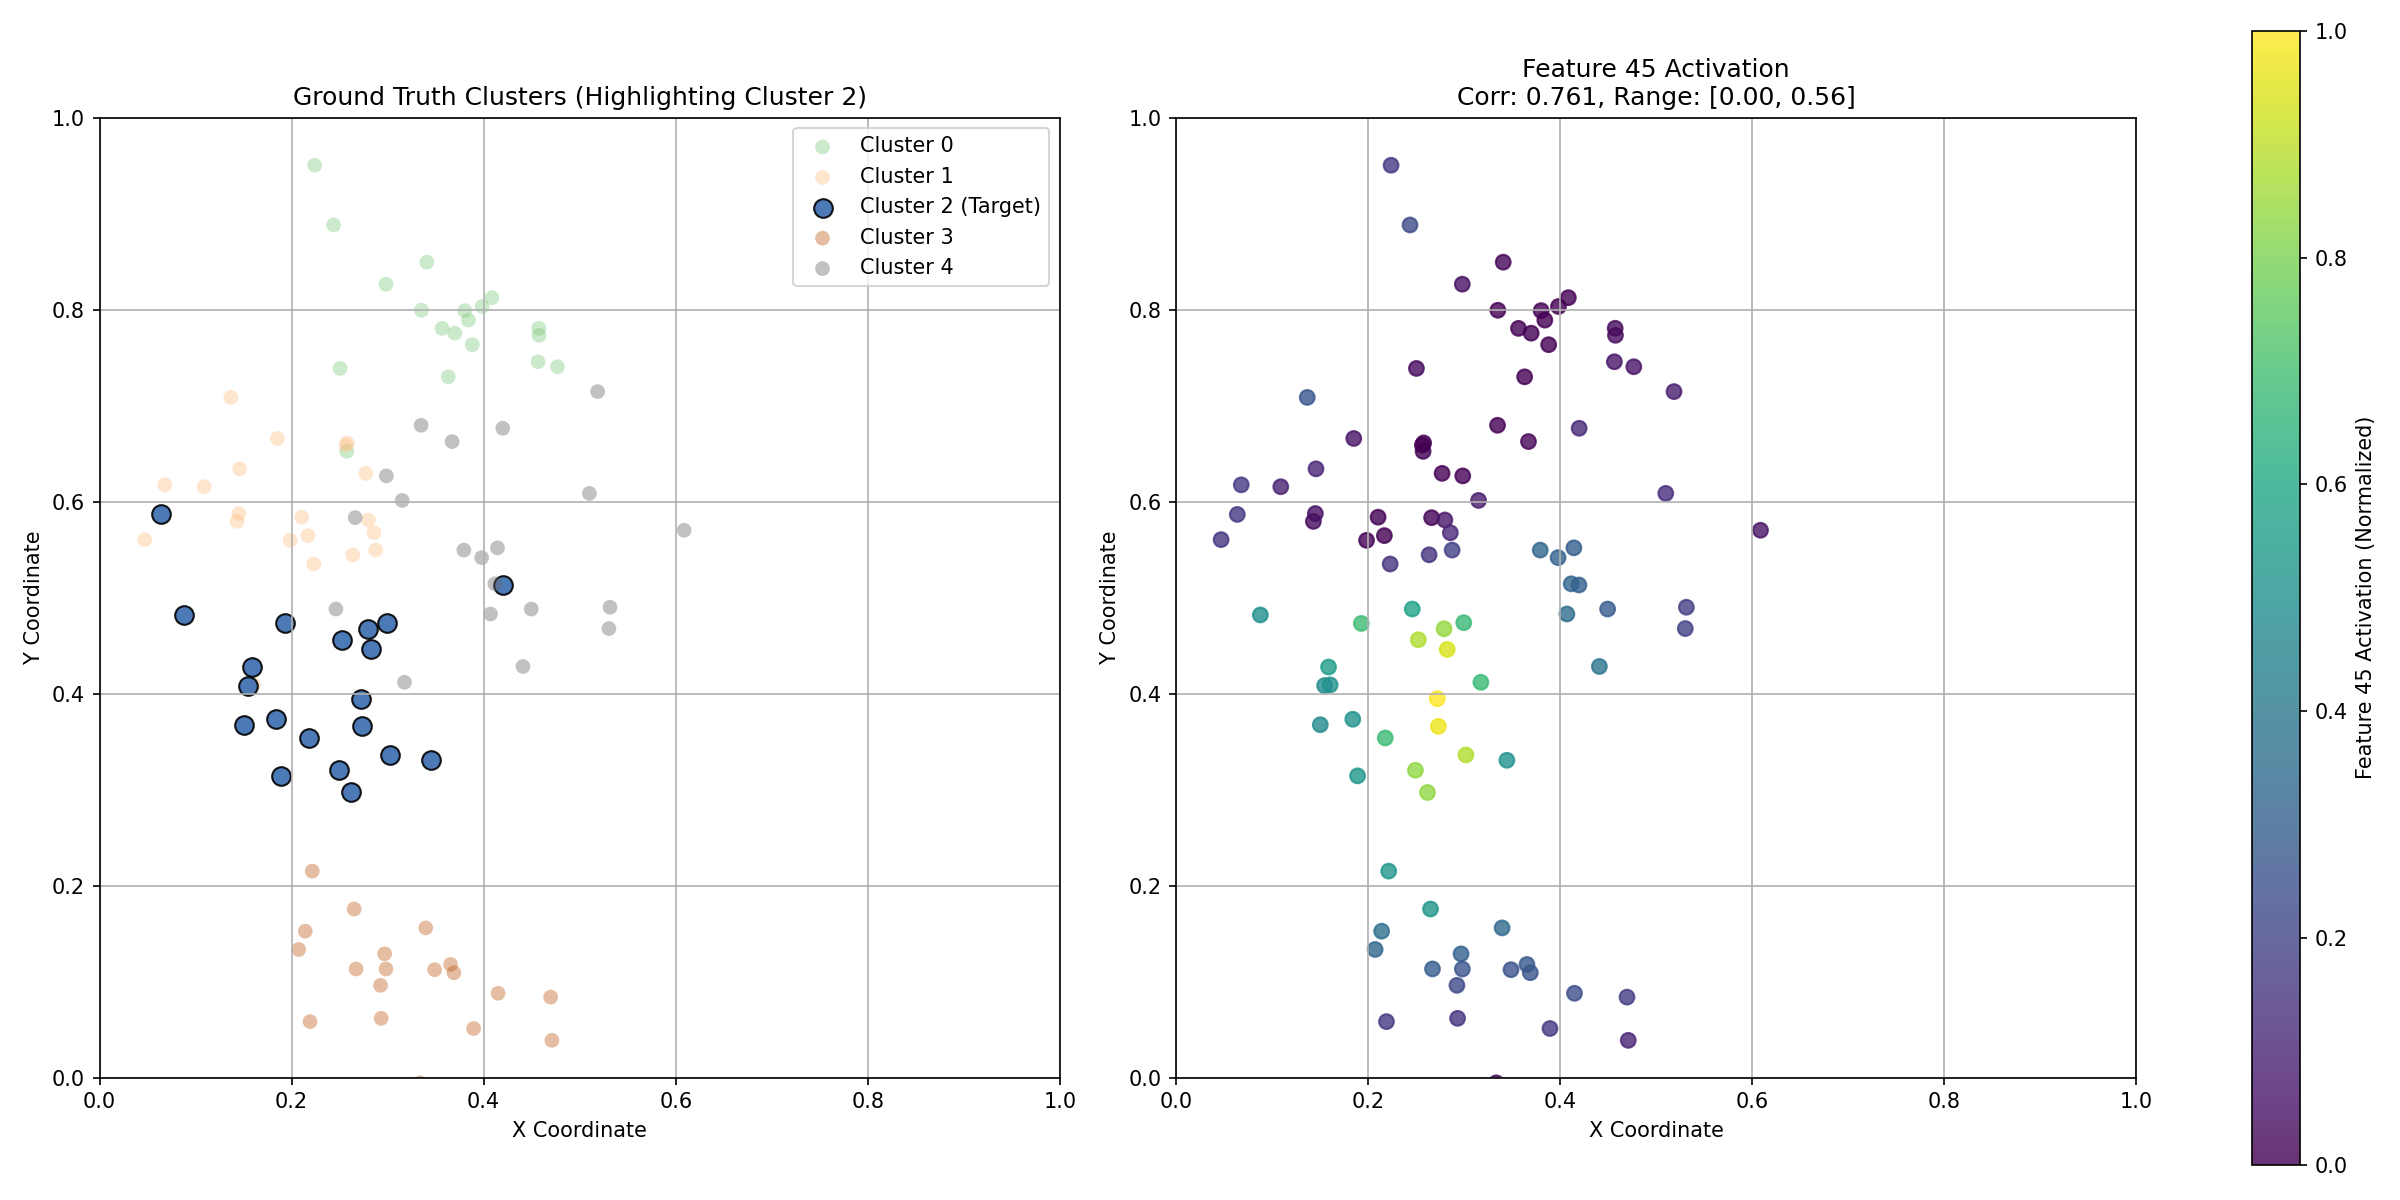 Ground Truth Clusters (Highlighting Cluster 2)
Cluster 0
Cluster 1
Cluster 2 (Target)
Cluster 3
Cluster 4
1.0
0.8
0.6
0.4
0.2
0.0
Y Coordinate
0.0 0.2 0.4 0.6 0.8 1.0
X Coordinate
Feature 45 Activation
Corr: 0.761, Range: [0.00, 0.56]
1.0
0.8
0.6
0.4
0.2
0.0
Y Coordinate
0.0 0.2 0.4 0.6 0.8 1.0
X Coordinate
1.0
0.8
0.6
0.4
0.2
0.0
Feature 45 Activation (Normalized)